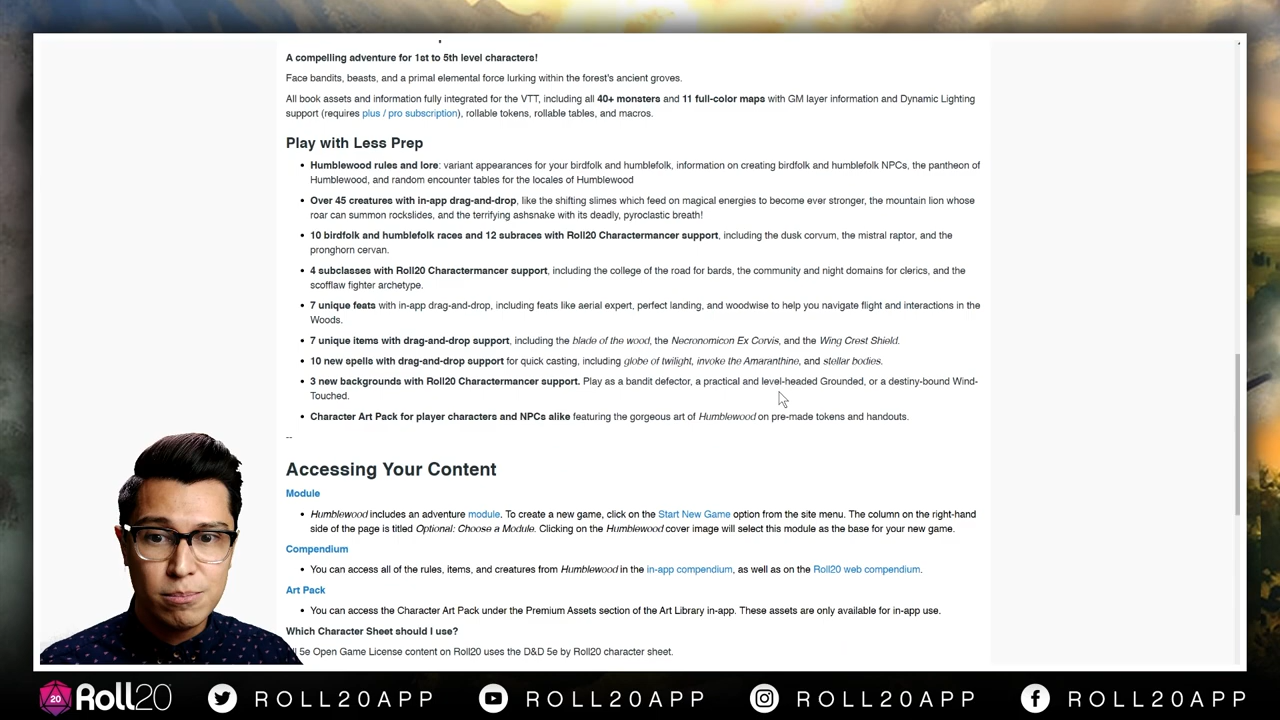 A compelling adventure for 1st to 5th level characters!
Face bandits, beasts, and a primal elemental force lurking within the forest's ancient groves.
All book assets and information fully integrated for the VTT, including all 40+ monsters and 11 full-color maps with GM layer information and Dynamic Lighting
support (requires plus / pro subscription), rollable tokens, rollable tables, and macros.
Play with Less Prep
• Humblewood rules and lore: variant appearances for your birdfolk and humblefolk, information on creating birdfolk and humblefolk NPCs, the pantheon of
Humblewood, and random encounter tables for the locales of Humblewood
• Over 45 creatures with in-app drag-and-drop, like the shifting slimes which feed on magical energies to become ever stronger, the mountain lion whose
roar can summon rockslides, and the terrifying ashsnake with its deadly, pyroclastic breath!
• 10 birdfolk and humblefolk races and 12 subraces with Roll20 Charactermancer support, including the dusk corvum, the mistral raptor, and the
pronghorn cervan.
• 4 subclasses with Roll20 Charactermancer support, including the college of the road for bards, the community and night domains for clerics, and the
scofflaw fighter archetype.
• 7 unique feats with in-app drag-and-drop, including feats like aerial expert, perfect landing, and woodwise to help you navigate flight and interactions in the
Woods.
• 7 unique items with drag-and-drop support, including the blade of the wood, the Necronomicon Ex Corvis, and the Wing Crest Shield.
• 10 new spells with drag-and-drop support for quick casting, including globe of twilight, invoke the Amaranthine, and stellar bodies.
• 3 new backgrounds with Roll20 Charactermancer support. Play as a bandit defector, a practical and level-headed Grounded, or a destiny-bound Wind-
Touched.
• Character Art Pack for player characters and NPCs alike featuring the gorgeous art of Humblewood on pre-made tokens and handouts.
--
Accessing Your Content
Module
• Humblewood includes an adventure module. To create a new game, click on the Start New Game option from the site menu. The column on the right-hand
side of the page is titled Optional: Choose a Module. Clicking on the Humblewood cover image will select this module as the base for your new game.
Compendium
• You can access all of the rules, items, and creatures from Humblewood in the in-app compendium, as well as on the Roll20 web compendium.
Art Pack
• You can access the Character Art Pack under the Premium Assets section of the Art Library in-app. These assets are only available for in-app use.
Which Character Sheet should I use?
5e Open Game License content on Roll20 uses the D&D 5e by Roll20 character sheet.
20 Roll20 ROLL20APP ROLL20APP ROLL20APP ROLL20APP